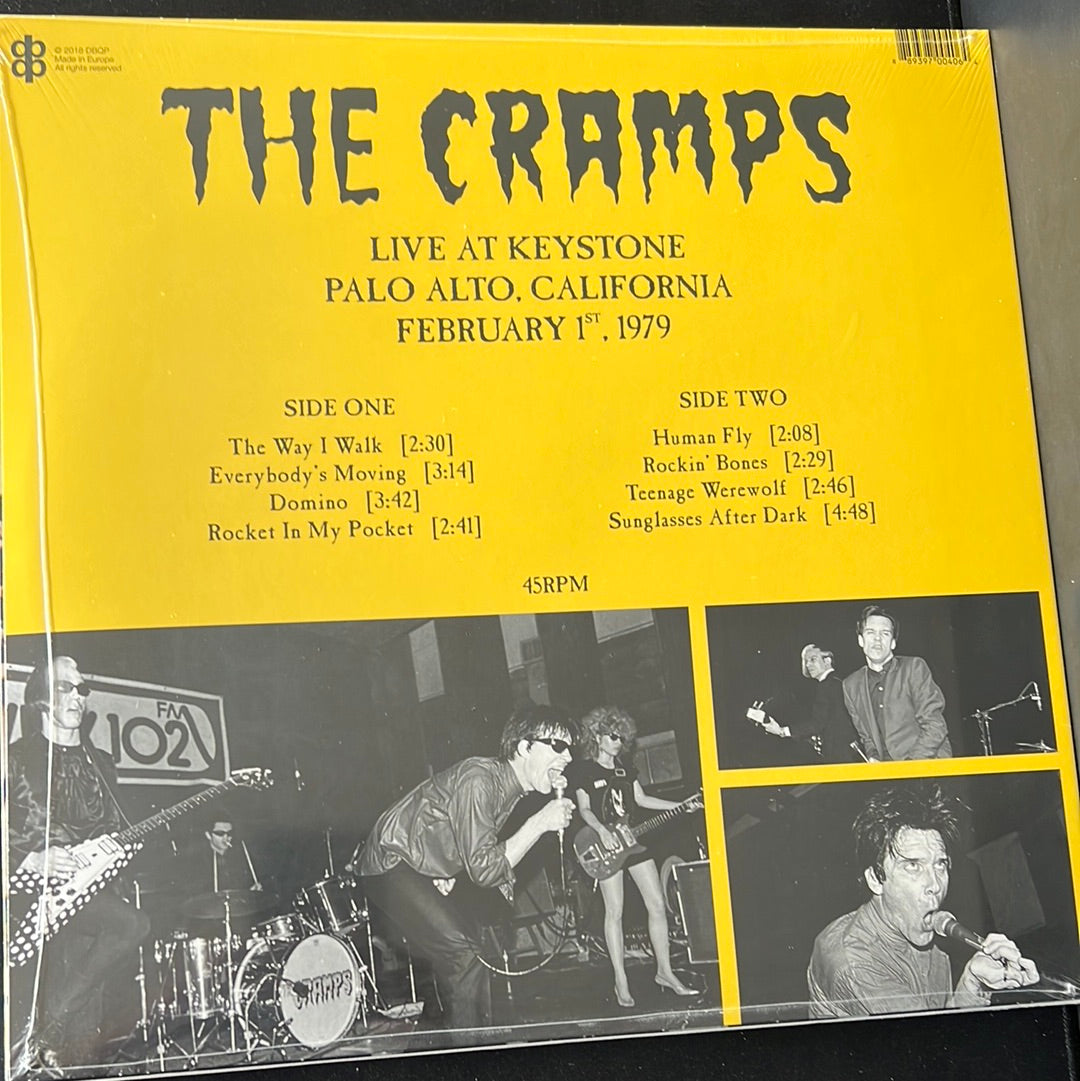 © 2018 DBQP
Made in Europe
All rights reserved
89397 00406
THE CRAMPS
LIVE AT KEYSTONE
PALO ALTO, CALIFORNIA
FEBRUARY 1ST, 1979
SIDE ONE
The Way I Walk [2:30]
Everybody's Moving [3:14]
Domino [3:42]
Rocket In My Pocket [2:41]
SIDE TWO
Human Fly [2:08]
Rockin' Bones [2:29]
Teenage Werewolf [2:46]
Sunglasses After Dark [4:48]
45RPM
FM
102
CRAMPS